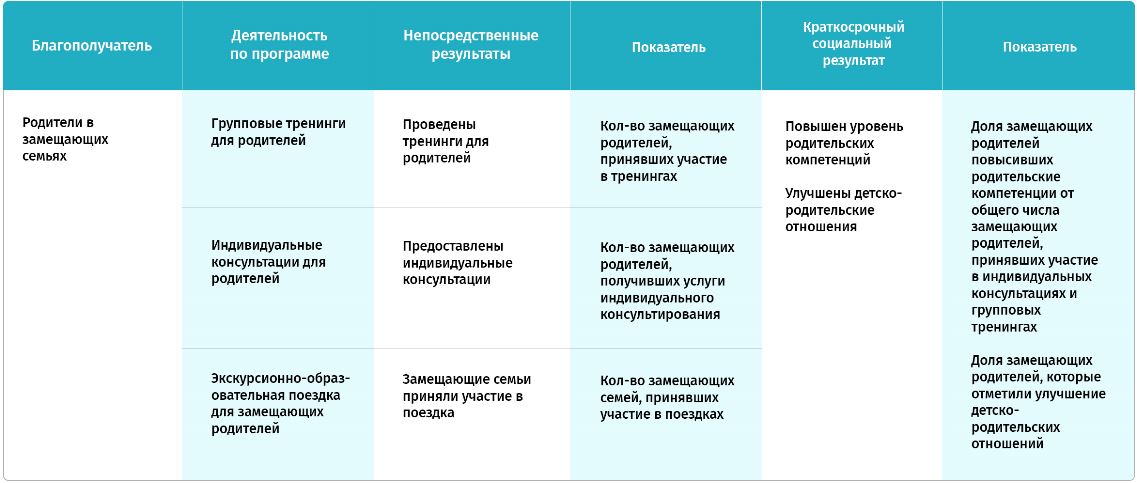 Благополучатель
Деятельность
по программе
Непосредственные
результаты
Показатель
Краткосрочный
социальный
результат
Показатель
Родители в
замещающих
семьях
Групповые тренинги
для родителей
Проведены
тренинги для
родителей
Кол-во замещающих
родителей,
принявших участие
в тренингах
Индивидуальные
консультации для
родителей
Предоставлены
индивидуальные
консультации
Кол-во замещающих
родителей,
получивших услуги
индивидуального
консультирования
Экскурсионно-образ-
овательная поездка
для замещающих
родителей
Замещающие семьи
приняли участие в
поездка
Кол-во замещающих
семей, принявших
участие в поездках
Повышен уровень
родительских
компетенций
Улучшены детско-
родительские
отношения
Доля замещающих
родителей
повысивших
родительские
компетенции от
общего числа
замещающих
родителей,
принявших участие
в индивидуальных
консультациях и
групповых
тренингах
Доля замещающих
родителей, которые
отметили улучшение
детско-
родительских
отношений